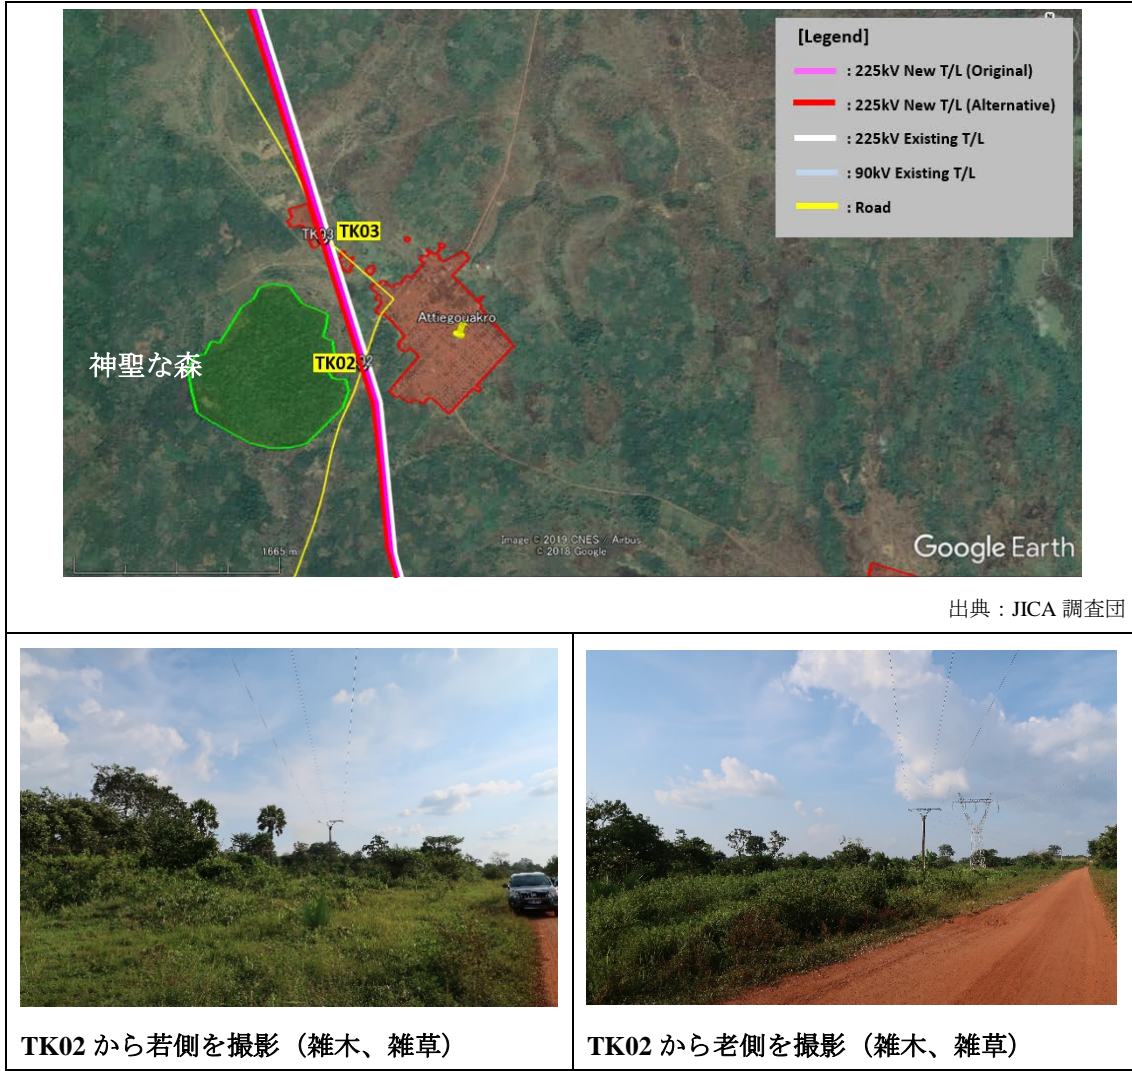 [Legend]
: 225kV New T/L (Original)
: 225kV New T/L (Alternative)
: 225kV Existing T/L
: 90kV Existing T/L
: Road
TK03
TK03
Attiegouakro
神聖な森
TK02
1665 m
Image © 2019 CNES / Airbus
© 2018 Google
Google Earth
出典：JICA 調査団
TK02 から若側を撮影（雑木、雑草）
TK02 から老側を撮影（雑木、雑草）